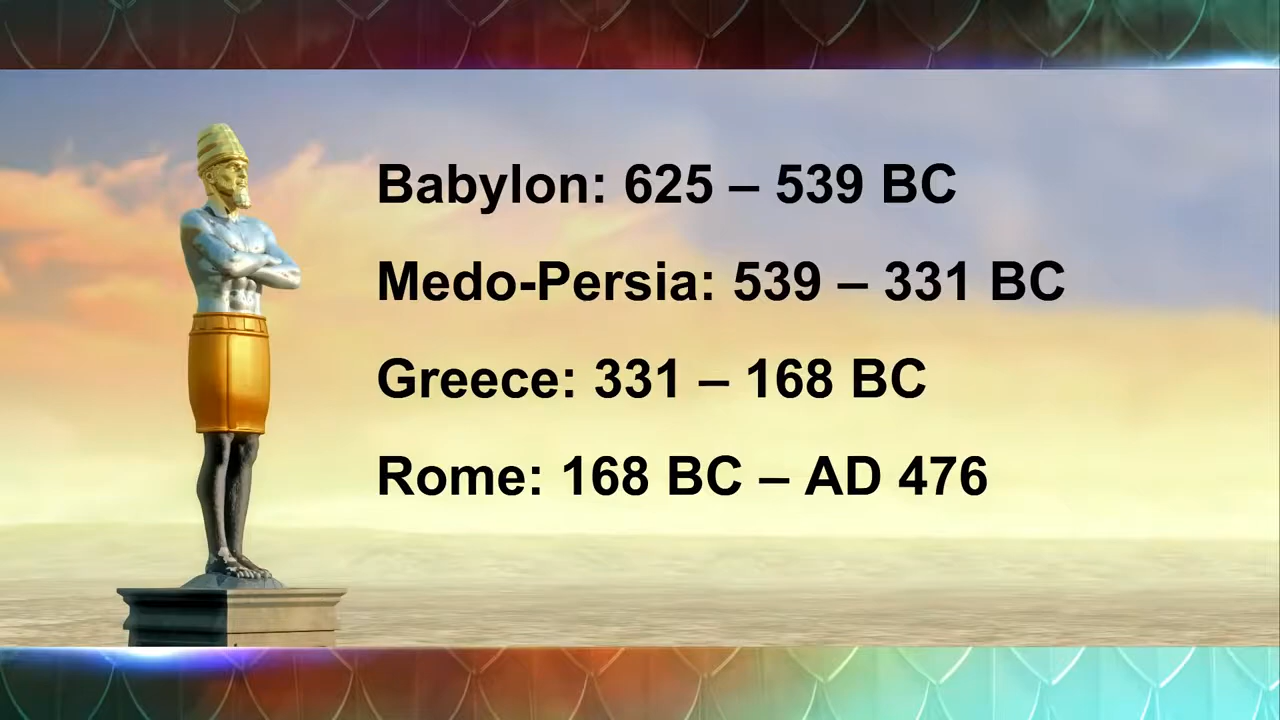 Babylon: 625 – 539 BC
Medo-Persia: 539 – 331 BC
Greece: 331 – 168 BC
Rome: 168 BC – AD 476